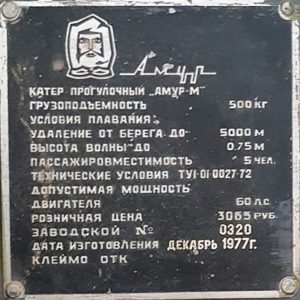 Амур
КАТЕР ПРОГУЛОЧНЫЙ „АМУР-М"
ГРУЗОПОДЪЕМНОСТЬ 500 КГ
УСЛОВИЯ ПЛАВАНИЯ:
УДАЛЕНИЕ ОТ БЕРЕГА ДО 5000 М
ВЫСОТА ВОЛНЫ ДО 0,75 М
ПАССАЖИРОВМЕСТИМОСТЬ 5 ЧЕЛ.
ТЕХНИЧЕСКИЕ УСЛОВИЯ ТУ1-01-0027-72
ДОПУСТИМАЯ МОЩНОСТЬ
ДВИГАТЕЛЯ 60 Л.С.
РОЗНИЧНАЯ ЦЕНА 3065 РУБ.
ЗАВОДСКОЙ № 0320
ДАТА ИЗГОТОВЛЕНИЯ ДЕКАБРЬ 1977г.
КЛЕЙМО ОТК